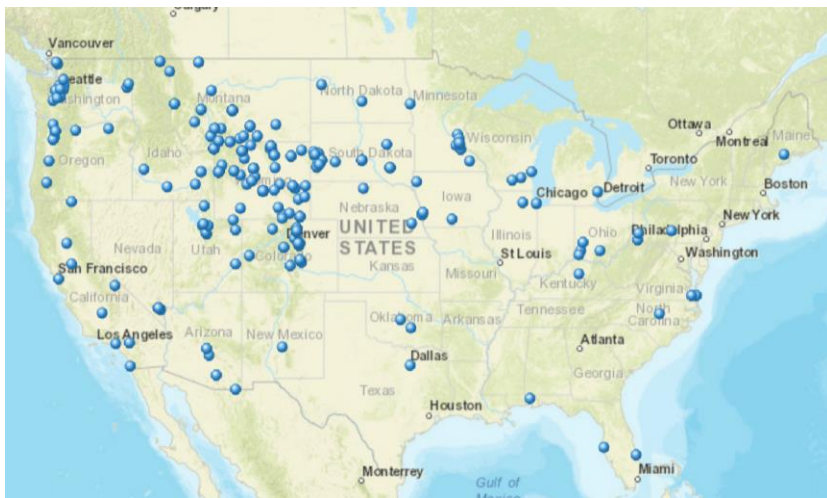 Calgary
Vancouver
Seattle
Washington
Montana
North Dakota
Minnesota
Ottawa
Montreal
Maine
Oregon
Idaho
Wyoming
South Dakota
Wisconsin
Toronto
New York
Boston
Chicago
Detroit
Iowa
Nebraska
Illinois
Ohio
Philadelphia
New York
Nevada
Utah
Denver
Colorado
UNITED
STATES
Washington
San Francisco
Kansas
Missouri
St Louis
Kentucky
Virginia
California
Los Angeles
Arizona
New Mexico
Oklahoma
Arkansas
Tennessee
North
Carolina
Atlanta
Dallas
Georgia
Texas
Houston
Monterrey
Gulf of
Mexico
Miami